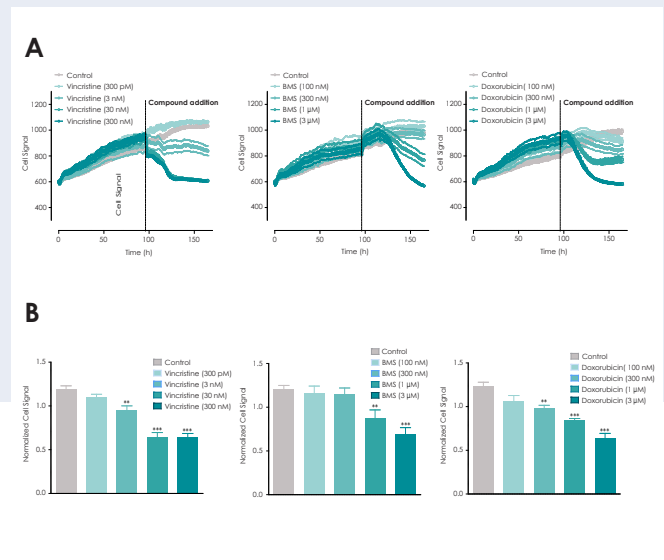 A
Control
Vincristine (300 pM)
Vincristine (3 nM)
Vincristine (30 nM)
Vincristine (300 nM)
Compound addition
1200
1000
800
600
400
Cell Signal
Cell Signal
0
50
100
150
Time (h)
Control
BMS (100 nM)
BMS (300 nM)
BMS (1 µM)
BMS (3 µM)
Compound addition
1200
1000
800
600
400
Cell Signal
0
50
100
150
Time (h)
Control
Doxorubicin( 100 nM)
Doxorubicin (300 nM)
Doxorubicin (1 µM)
Doxorubicin (3 µM)
Compound addition
1200
1000
800
600
400
Cell Signal
0
50
100
150
Time (h)
B
Control
Vincristine (300 pM)
Vincristine (3 nM)
Vincristine (30 nM)
Vincristine (300 nM)
1.5
1.0
0.5
0.0
Normalized Cell Signal
**
***
***
Control
BMS (100 nM)
BMS (300 nM)
BMS (1 µM)
BMS (3 µM)
1.5
1.0
0.5
0.0
Normalized Cell Signal
**
***
Control
Doxorubicin( 100 nM)
Doxorubicin (300 nM)
Doxorubicin (1 µM)
Doxorubicin (3 µM)
1.5
1.0
0.5
0.0
Normalized Cell Signal
**
***
***